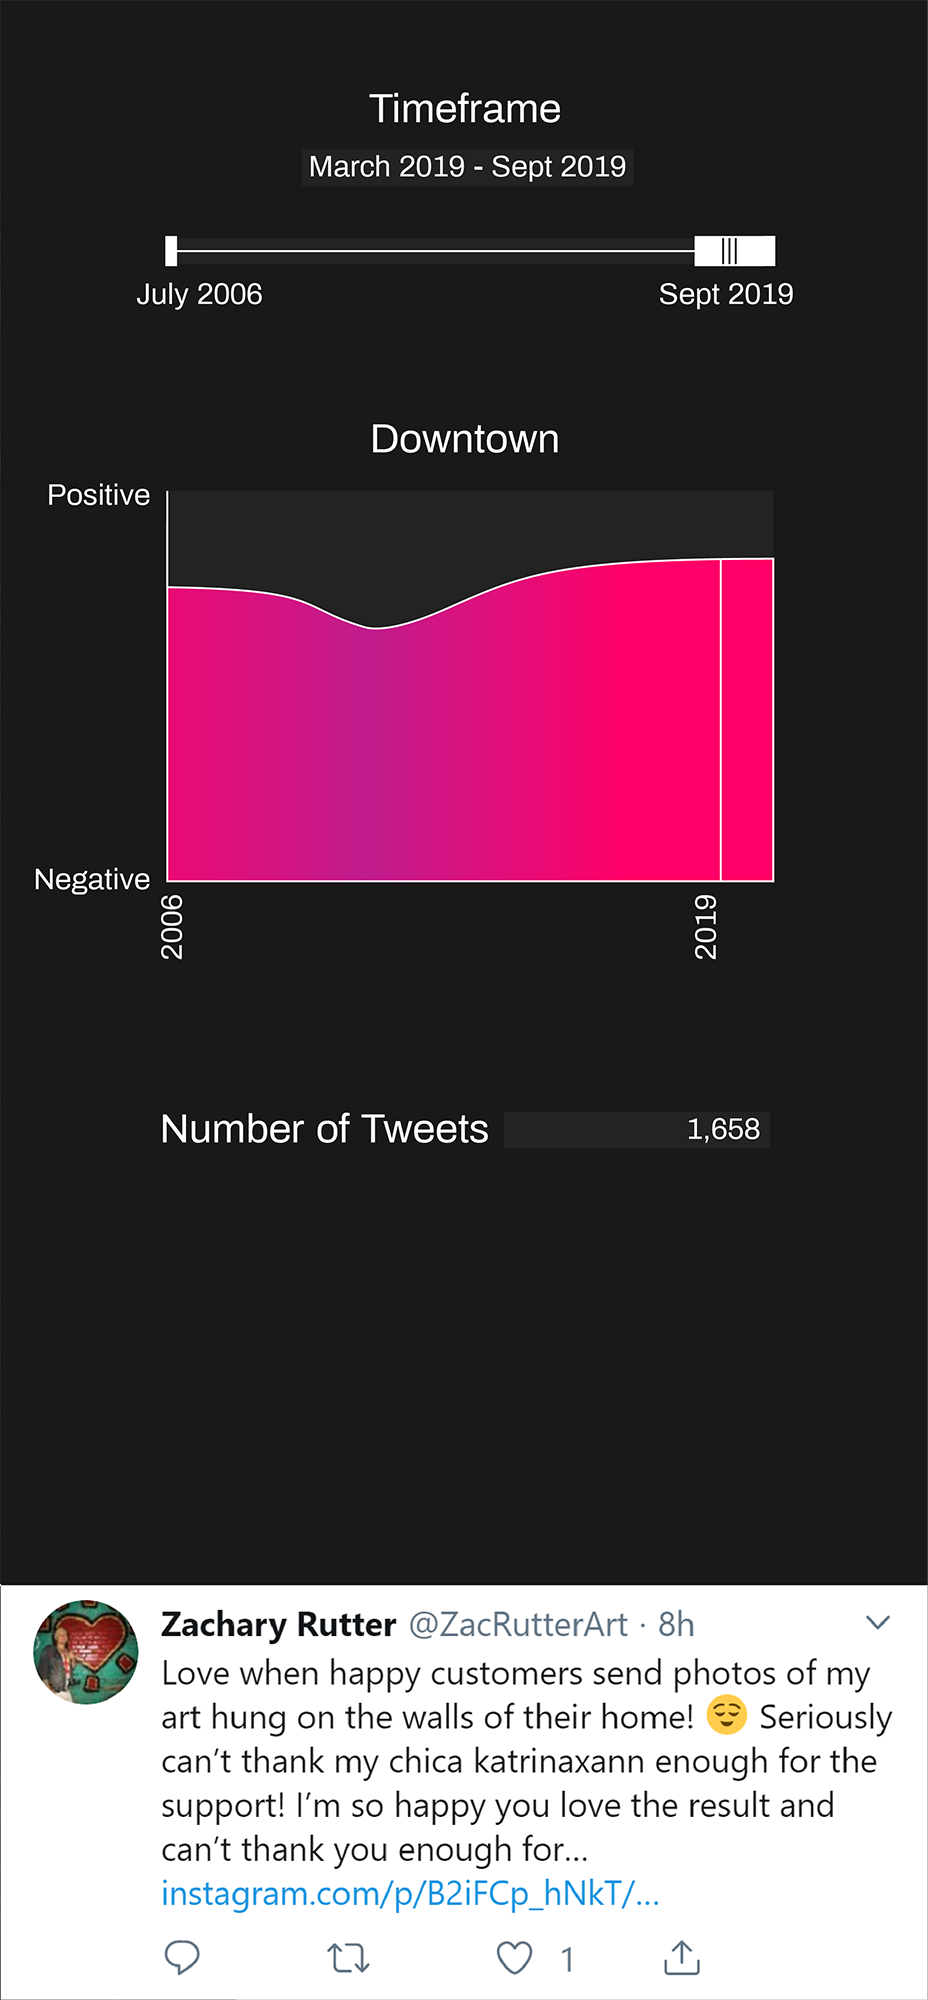 Timeframe
March 2019 - Sept 2019
July 2006
Sept 2019
Downtown
Positive
Negative
2006
2019
Number of Tweets 1,658
Zachary Rutter @ZacRutterArt · 8h
Love when happy customers send photos of my
art hung on the walls of their home! 😌 Seriously
can’t thank my chica katrinaxann enough for the
support! I’m so happy you love the result and
can’t thank you enough for...
instagram.com/p/B2iFCp_hNkT/...
1